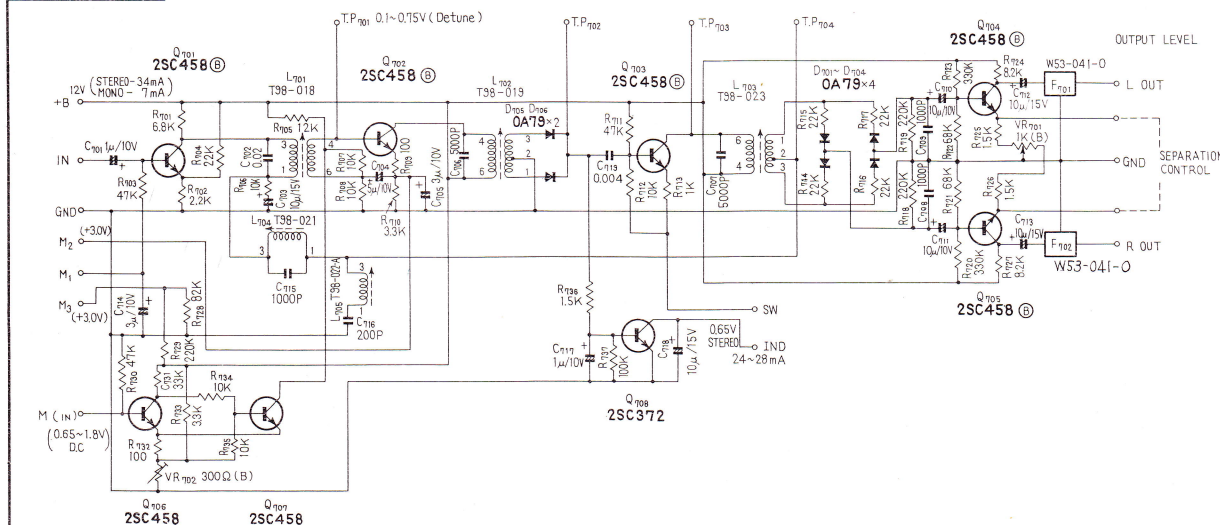 T.P701 0.1~0.75V (Detune)
T.P702
T.P703
T.P704
Q701
2SC458 Ⓑ
Q702
2SC458 Ⓑ
Q703
2SC458 Ⓑ
Q704
2SC458 Ⓑ
OUTPUT LEVEL
12V (STEREO-34mA
MONO- 7mA)
+B
L701
T98-018
L702
T98-019
L703
T98-023
D701~D704
OA79×4
D705 D706
OA79×2
R701
6.8K
R705 12K
R711
47K
R723
330K
R724
8.2K
W53-041-0
F701
L OUT
C701 1μ/10V
IN
R703
47K
R704
22K
R702
2.2K
C702
0.02
R706
10K
C703
10μ/15V
R707
10K
R708
10K
C704
5μ/10V
R709
100
R710
3.3K
C705 3μ/10V
C706
5000P
C719
0.004
R712
10K
R713
1K
C707
5000P
R715
22K
R717
22K
R714
22K
R716
22K
R719
220K
R718
220K
C709
1000P
C708
1000P
C710
10μ/10V
C711
10μ/10V
R722
68K
R721
68K
C712
10μ/15V
R725
1.5K
VR701
1K(B)
R726
1.5K
C713
10μ/15V
R720
330K
R727
8.2K
GND
SEPARATION
CONTROL
F702
W53-041-0
R OUT
Q705
2SC458 Ⓑ
GND
M2 (+3.0V)
M1
M3
(+3.0V)
L704
T98-021
C715
1000P
L705 T98-022-A
C716
200P
C714
3μ/10V
R728
82K
R729
220K
R730
47K
C731
33K
R733
3.3K
R734
10K
R735
10K
M (IN)
(0.65~1.8V)
D.C
R732
100
VR702 300Ω(B)
Q706
2SC458
Q707
2SC458
R736
1.5K
C717
1μ/10V
R737
100K
C718
10μ/15V
Q708
2SC372
SW
0.65V
STEREO
IND
24~28mA
1
2
3
4
6